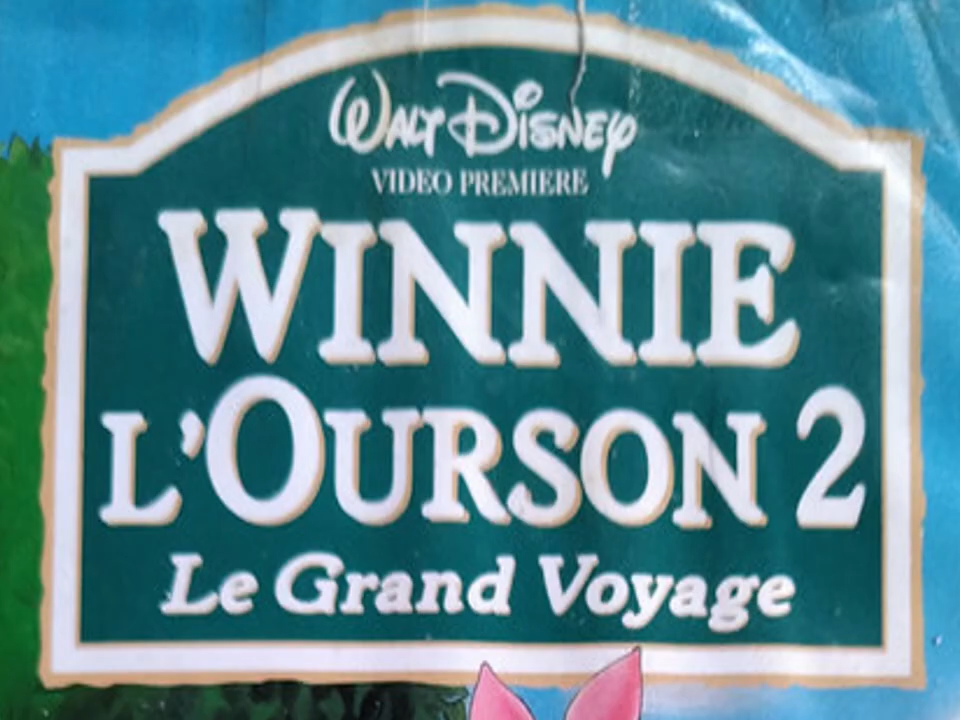 WALT DISNEY
VIDEO PREMIERE
WINNIE
L'OURSON 2
Le Grand Voyage